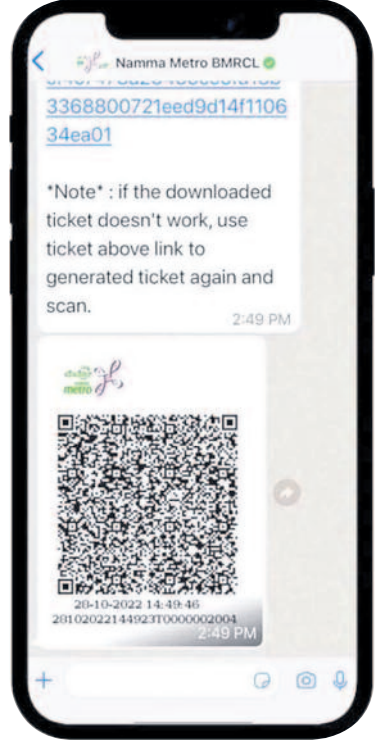 Namma Metro BMRCL
3368800721eed9d14f1106
34ea01
*Note* : if the downloaded
ticket doesn't work, use
ticket above link to
generated ticket again and
scan.
2:49 PM
metro
28-10-2022 14:49:46
28102022144923T0000002004
2:49 PM